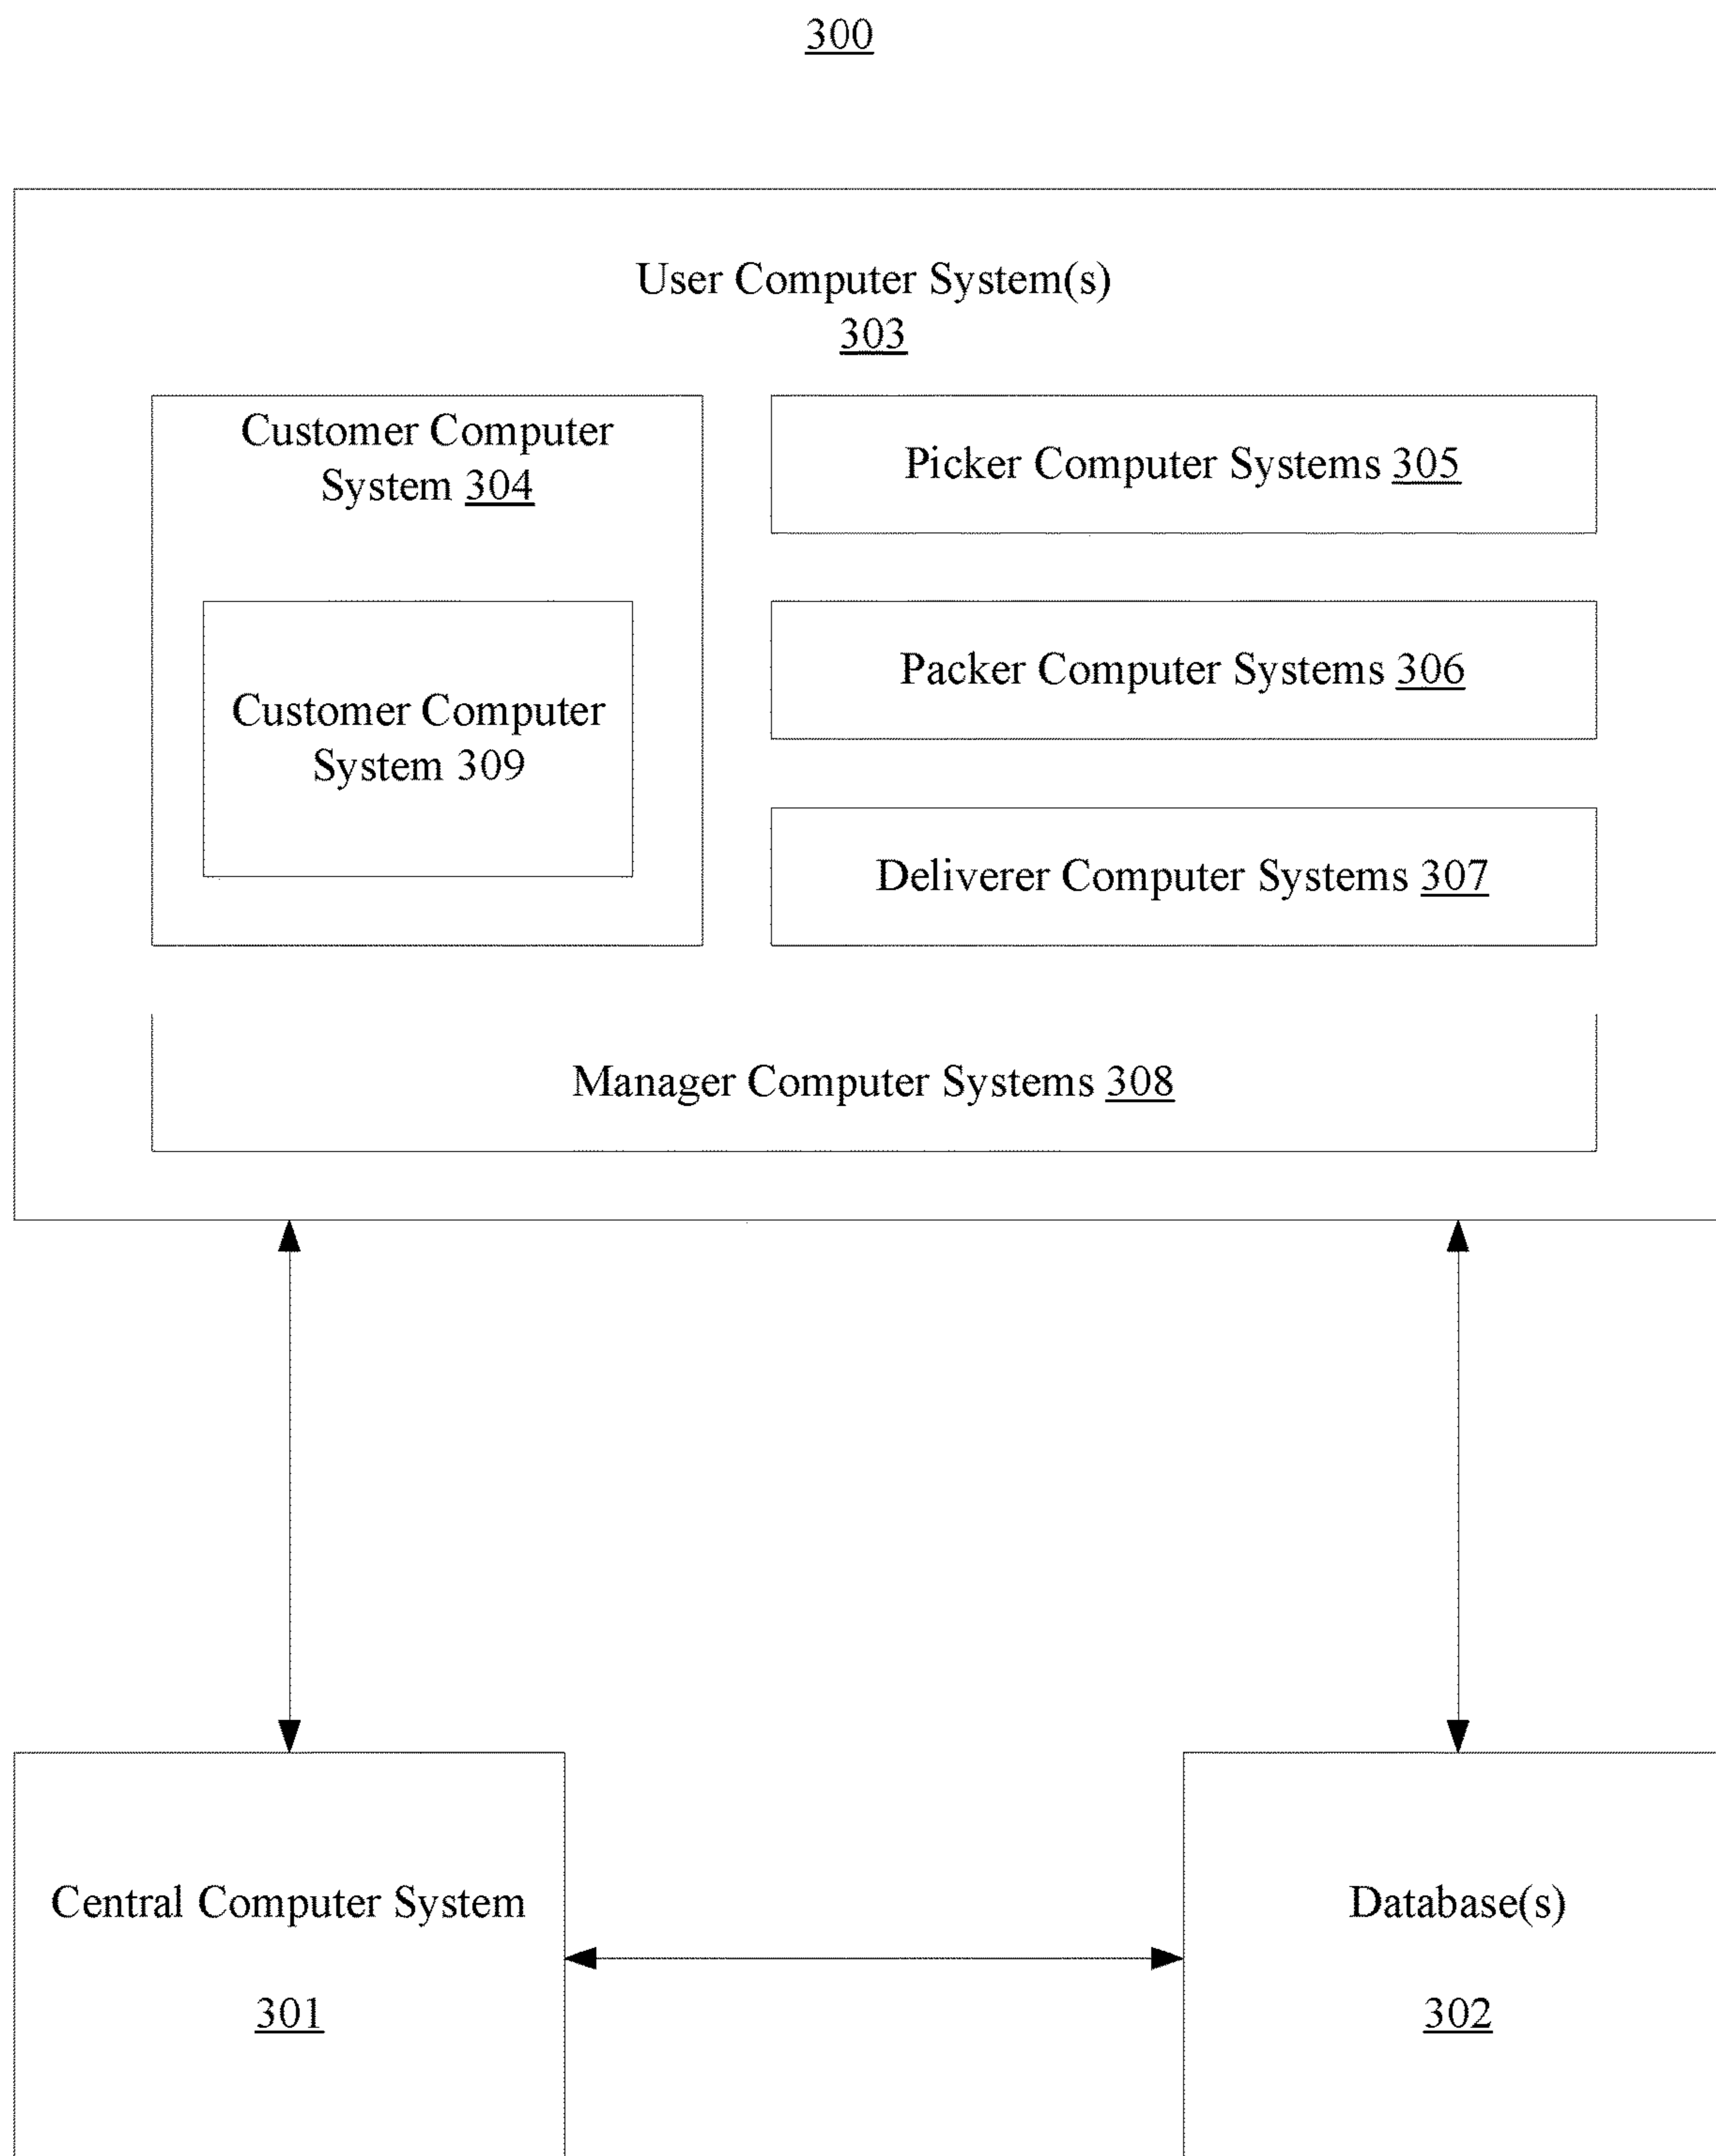 300
User Computer System(s)
303
Customer Computer
System 304
Customer Computer
System 309
Picker Computer Systems 305
Packer Computer Systems 306
Deliverer Computer Systems 307
Manager Computer Systems 308
Central Computer System
301
Database(s)
302